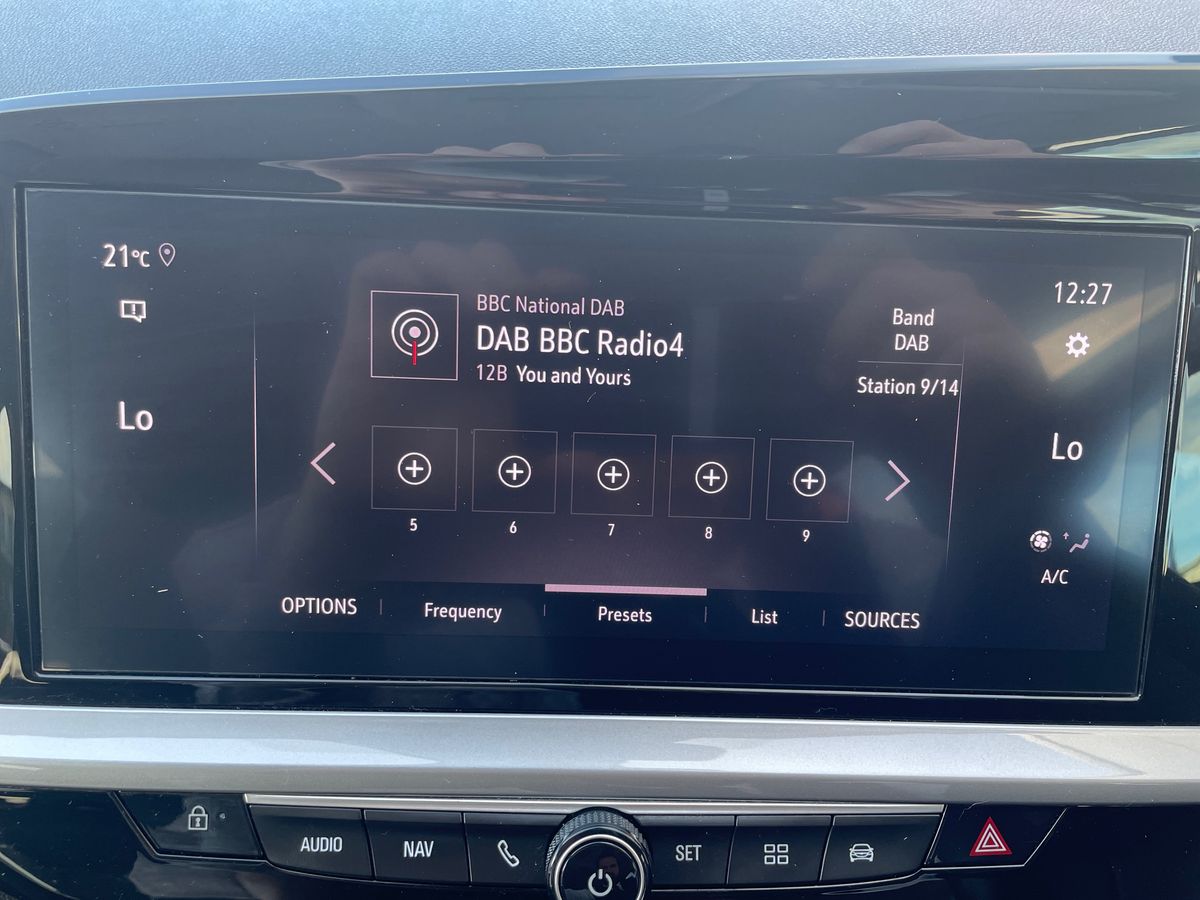 21°C
Lo
BBC National DAB
DAB BBC Radio4
12B You and Yours
Band
DAB
Station 9/14
12:27
Lo
A/C
5 6 7 8 9
OPTIONS Frequency Presets List SOURCES
AUDIO NAV SET